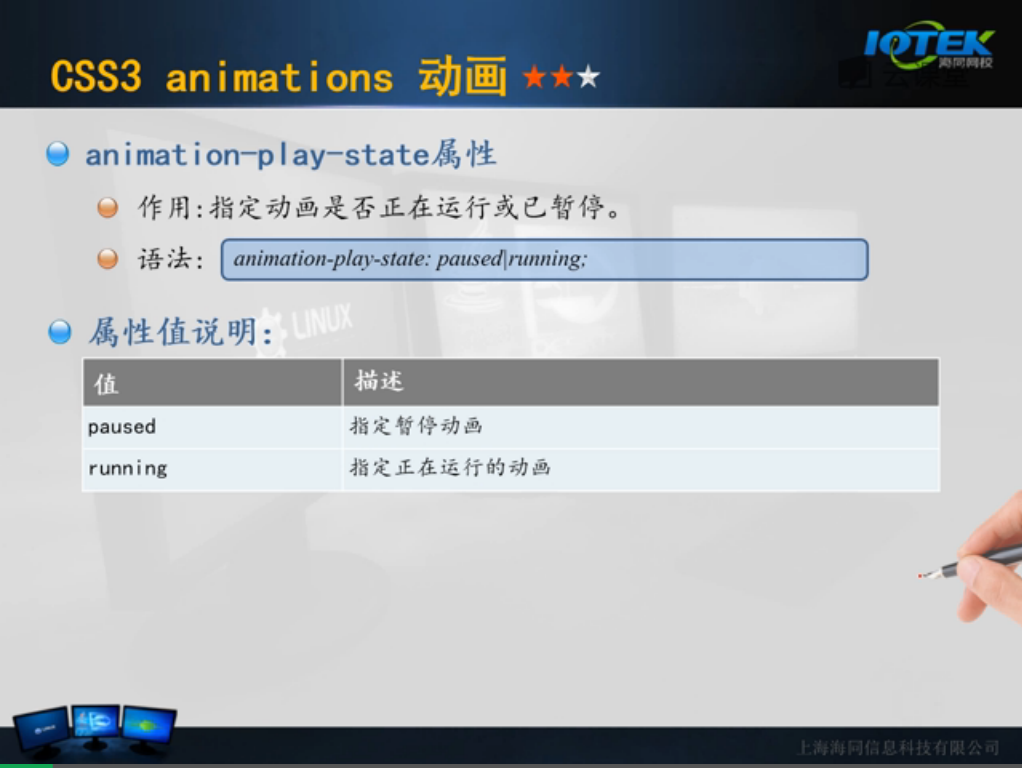 IOTEK
海同网校
云课堂
CSS3 animations 动画
animation-play-state属性
作用:指定动画是否正在运行或已暂停。
语法: animation-play-state: paused|running;
LINUX
属性值说明:
值 描述
paused 指定暂停动画
running 指定正在运行的动画
上海海同信息科技有限公司